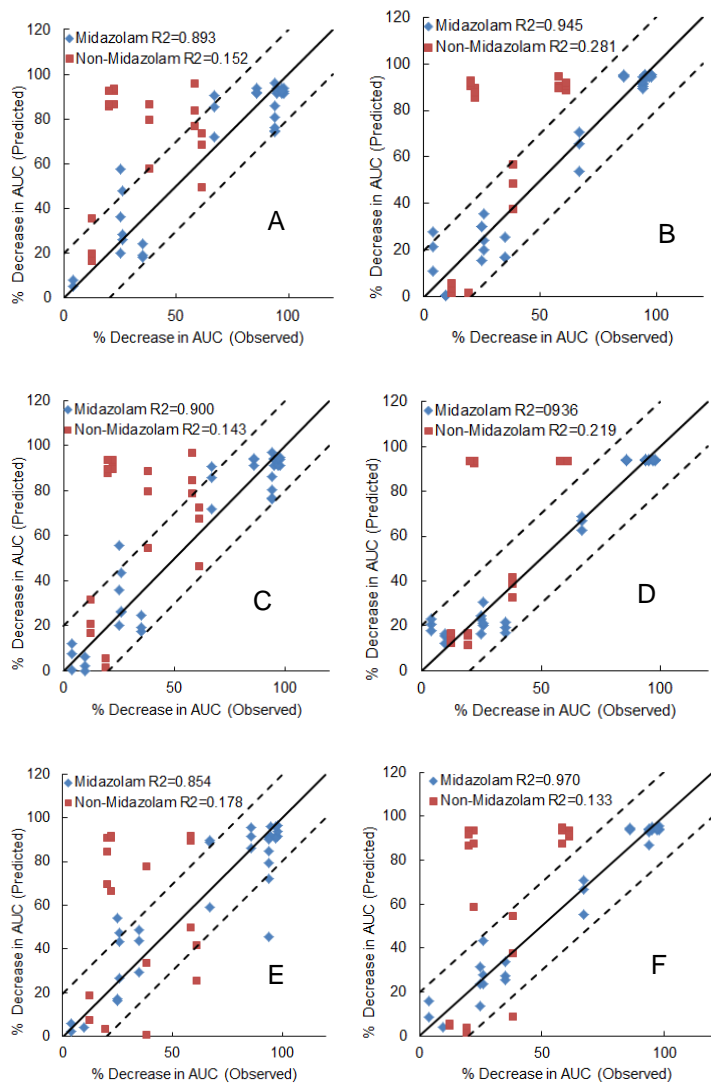 Midazolam R2=0.893
Non-Midazolam R2=0.152
120
100
80
60
40
20
0
0 50 100
% Decrease in AUC (Predicted)
% Decrease in AUC (Observed)
A
Midazolam R2=0.945
Non-Midazolam R2=0.281
120
100
80
60
40
20
0
0 50 100
% Decrease in AUC (Predicted)
% Decrease in AUC (Observed)
B
Midazolam R2=0.900
Non-Midazolam R2=0.143
120
100
80
60
40
20
0
0 50 100
% Decrease in AUC (Predicted)
% Decrease in AUC (Observed)
C
Midazolam R2=0936
Non-Midazolam R2=0.219
120
100
80
60
40
20
0
0 50 100
% Decrease in AUC (Predicted)
% Decrease in AUC (Observed)
D
Midazolam R2=0.854
Non-Midazolam R2=0.178
120
100
80
60
40
20
0
0 50 100
% Decrease in AUC (Predicted)
% Decrease in AUC (Observed)
E
Midazolam R2=0.970
Non-Midazolam R2=0.133
120
100
80
60
40
20
0
0 50 100
% Decrease in AUC (Predicted)
% Decrease in AUC (Observed)
F